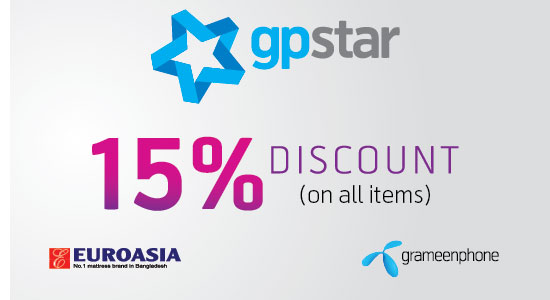 gpstar
15% DISCOUNT
(on all items)
EUROASIA
No.1 mattress brand in Bangladesh
grameenphone